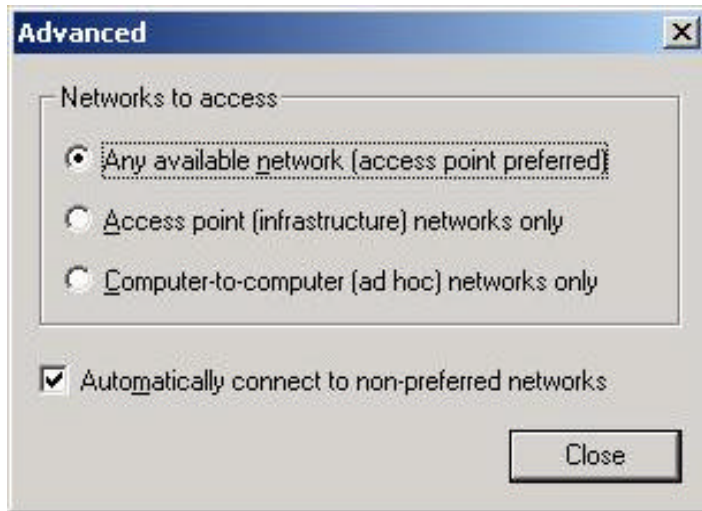 Advanced
Networks to access
Any available network (access point preferred)
Access point (infrastructure) networks only
Computer-to-computer (ad hoc) networks only
Automatically connect to non-preferred networks
Close